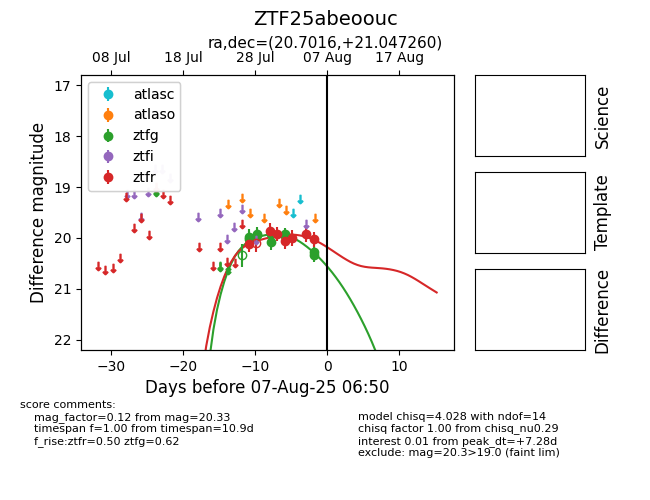 ZTF25abeoouc
ra,dec=(20.7016,+21.047260)
08 Jul 18 Jul 28 Jul 07 Aug 17 Aug
atlasc
atlaso
ztfg
ztfi
ztfr
17
18
19
20
21
22
Difference magnitude
−30 −20 −10 0 10
Days before 07-Aug-25 06:50
Science
Template
Difference
score comments:
mag_factor=0.12 from mag=20.33
timespan f=1.00 from timespan=10.9d
f_rise:ztfr=0.50 ztfg=0.62
model chisq=4.028 with ndof=14
chisq factor 1.00 from chisq_nu0.29
interest 0.01 from peak_dt=+7.28d
exclude: mag=20.3>19.0 (faint lim)